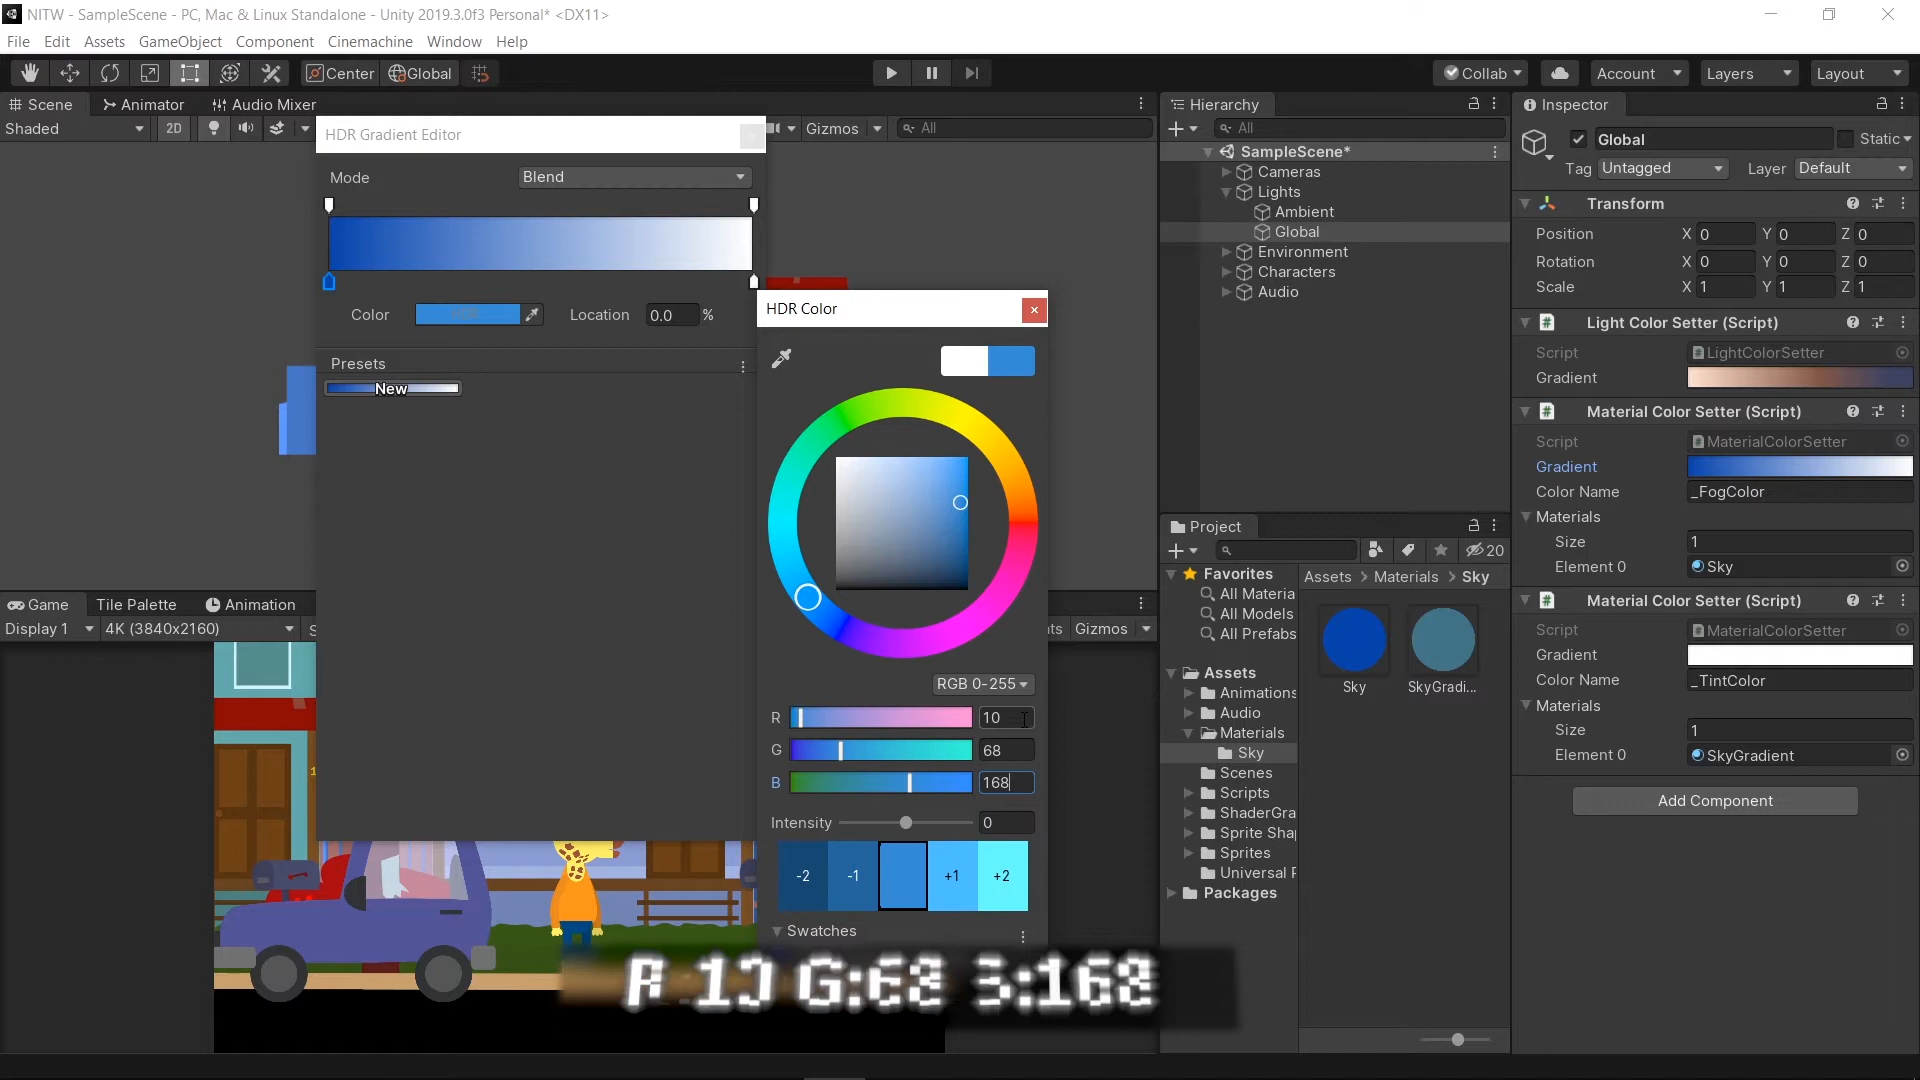 NITW - SampleScene - PC, Mac & Linux Standalone - Unity 2019.3.0f3 Personal* <DX11>
File Edit Assets GameObject Component Cinemachine Window Help
Center Global Collab Account Layers Layout
Scene Animator Audio Mixer
Shaded 2D Gizmos All
HDR Gradient Editor
Mode Blend
Color HDR Location 0.0 %
Presets
New
HDR Color
RGB 0-255
R 10
G 68
B 168
Intensity 0
-2 -1 +1 +2
Swatches
Game Tile Palette Animation
Display 1 4K (3840x2160) Gizmos
R 10 G:68 B:168
Hierarchy
All
SampleScene*
Cameras
Lights
Ambient
Global
Environment
Characters
Audio
Project
20
Favorites
All Materia
All Models
All Prefabs
Assets
Animations
Audio
Materials
Sky
Scenes
Scripts
ShaderGra
Sprite Sha
Sprites
Universal
Packages
Assets > Materials > Sky
Sky SkyGradi...
Inspector
Global Static
Tag Untagged Layer Default
Transform
Position X 0 Y 0 Z 0
Rotation X 0 Y 0 Z 0
Scale X 1 Y 1 Z 1
Light Color Setter (Script)
Script LightColorSetter
Gradient
Material Color Setter (Script)
Script MaterialColorSetter
Gradient
Color Name _FogColor
Materials
Size 1
Element 0 Sky
Material Color Setter (Script)
Script MaterialColorSetter
Gradient
Color Name _TintColor
Materials
Size 1
Element 0 SkyGradient
Add Component